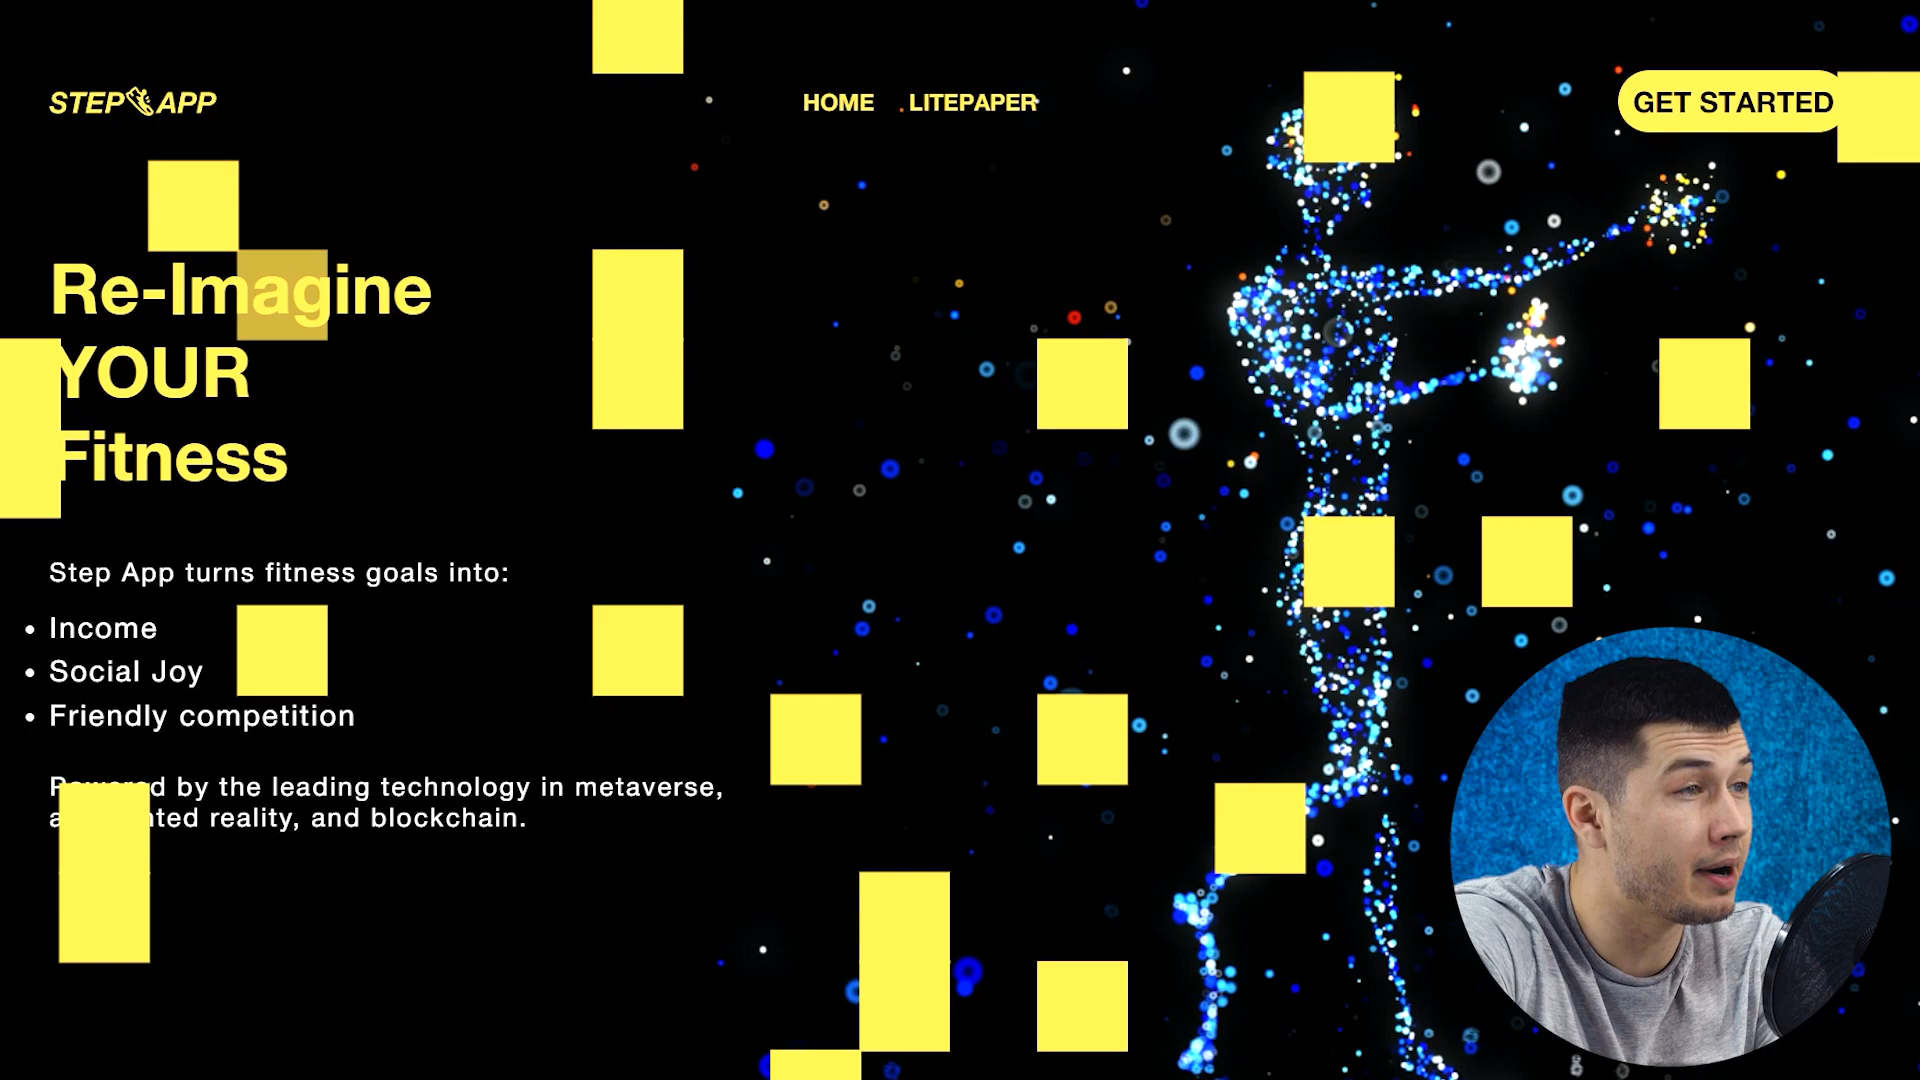 STEP APP
HOME
LITEPAPER
GET STARTED
Re-Imagine
YOUR
Fitness
Step App turns fitness goals into:
• Income
• Social Joy
• Friendly competition
by the leading technology in metaverse,
reality, and blockchain.